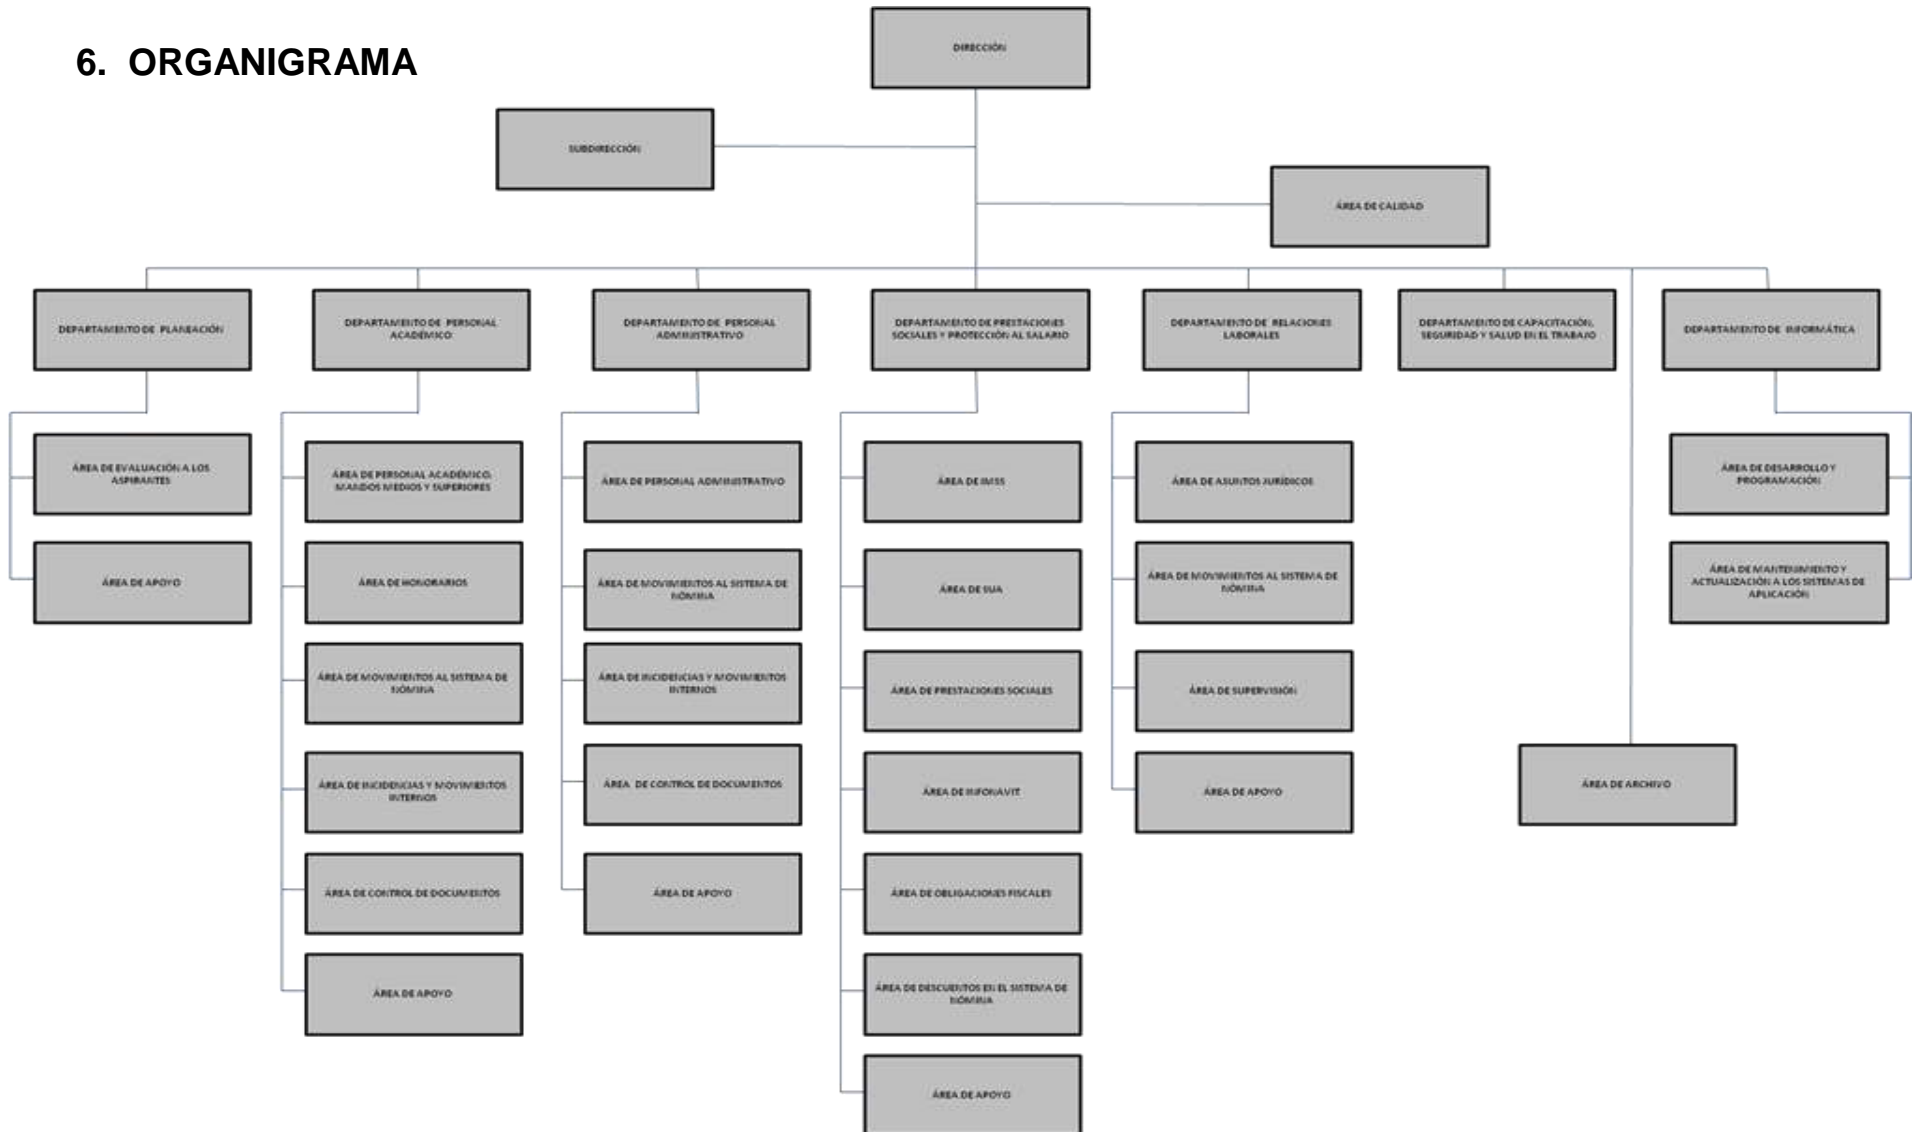 6. ORGANIGRAMA
DIRECCIÓN
SUBDIRECCIÓN
ÁREA DE CALIDAD
DEPARTAMENTO DE PLANEACIÓN
DEPARTAMENTO DE PERSONAL
ACADÉMICO
DEPARTAMENTO DE PERSONAL
ADMINISTRATIVO
DEPARTAMENTO DE PRESTACIONES
SOCIALES Y PROTECCIÓN AL SALARIO
DEPARTAMENTO DE RELACIONES
LABORALES
DEPARTAMENTO DE CAPACITACIÓN,
SEGURIDAD Y SALUD EN EL TRABAJO
DEPARTAMENTO DE INFORMÁTICA
ÁREA DE EVALUACIÓN A LOS
ASPIRANTES
ÁREA DE APOYO
ÁREA DE PERSONAL ACADÉMICO,
MANDOS MEDIOS Y SUPERIORES
ÁREA DE HONORARIOS
ÁREA DE MOVIMIENTOS AL SISTEMA DE
NÓMINA
ÁREA DE INCIDENCIAS Y MOVIMIENTOS
INTERNOS
ÁREA DE CONTROL DE DOCUMENTOS
ÁREA DE APOYO
ÁREA DE PERSONAL ADMINISTRATIVO
ÁREA DE MOVIMIENTOS AL SISTEMA DE
NÓMINA
ÁREA DE INCIDENCIAS Y MOVIMIENTOS
INTERNOS
ÁREA DE CONTROL DE DOCUMENTOS
ÁREA DE APOYO
ÁREA DE IMSS
ÁREA DE SUA
ÁREA DE PRESTACIONES SOCIALES
ÁREA DE INFONAVIT
ÁREA DE OBLIGACIONES FISCALES
ÁREA DE DESCUENTOS EN EL SISTEMA DE
NÓMINA
ÁREA DE APOYO
ÁREA DE ASUNTOS JURÍDICOS
ÁREA DE MOVIMIENTOS AL SISTEMA DE
NÓMINA
ÁREA DE SUPERVISIÓN
ÁREA DE APOYO
ÁREA DE ARCHIVO
ÁREA DE DESARROLLO Y
PROGRAMACIÓN
ÁREA DE MANTENIMIENTO Y
ACTUALIZACIÓN A LOS SISTEMAS DE
APLICACIÓN